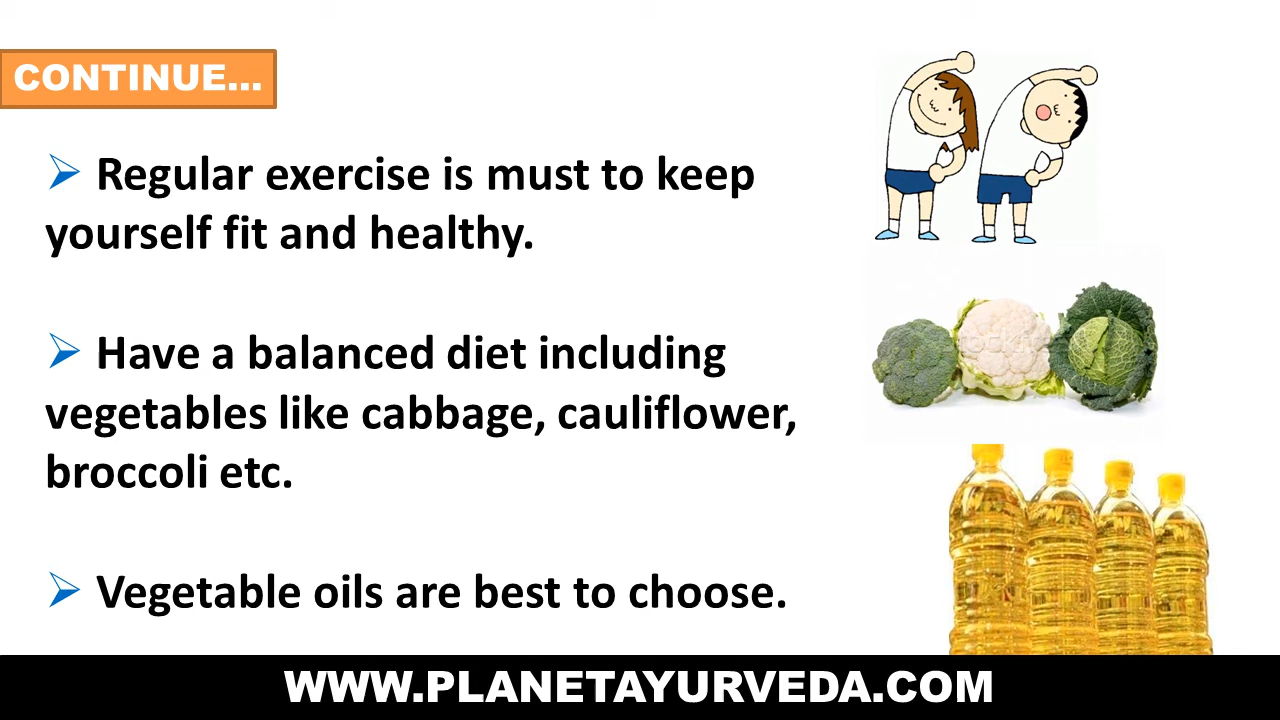 CONTINUE...
➢ Regular exercise is must to keep
yourself fit and healthy.
➢ Have a balanced diet including
vegetables like cabbage, cauliflower,
broccoli etc.
➢ Vegetable oils are best to choose.
WWW.PLANETAYURVEDA.COM